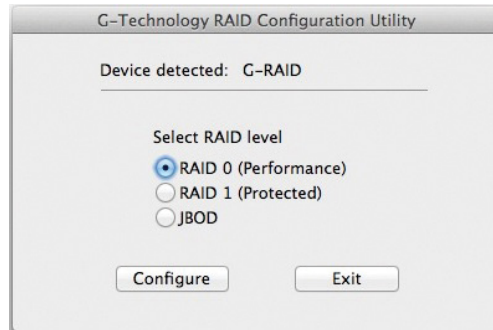 G-Technology RAID Configuration Utility
Device detected: G-RAID
Select RAID level
RAID 0 (Performance)
RAID 1 (Protected)
JBOD
Configure Exit